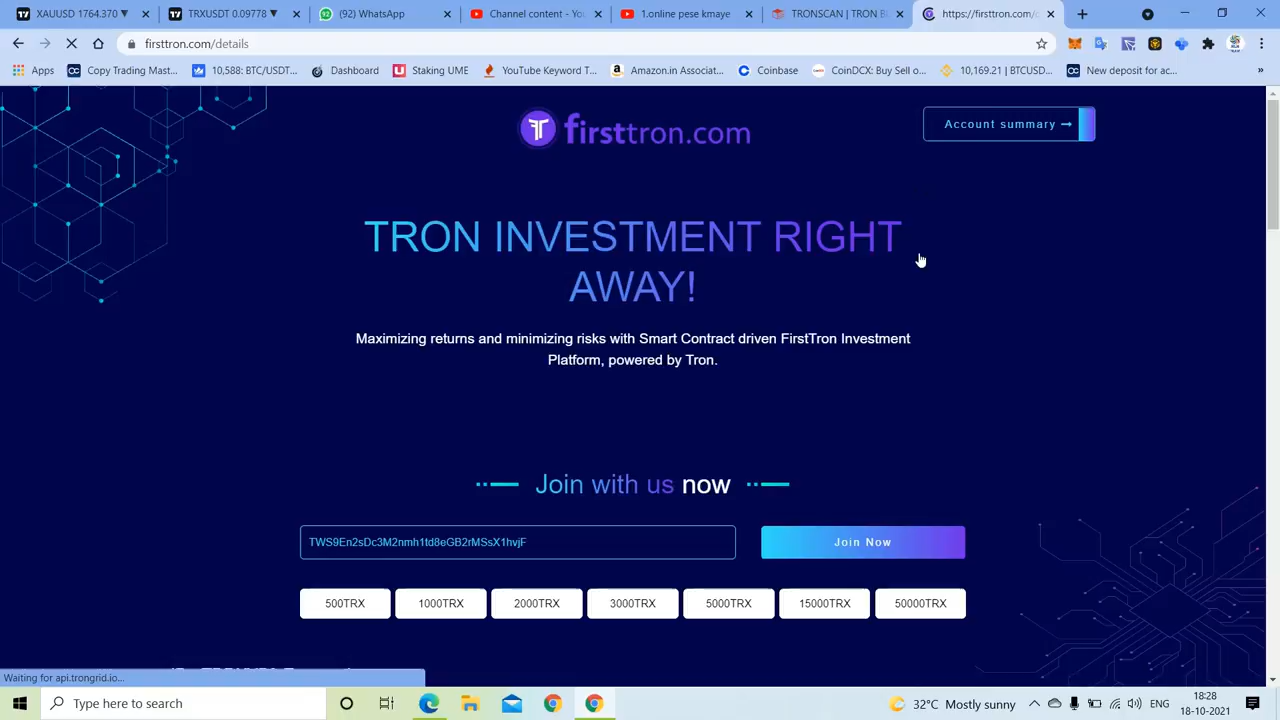 XAUUSD 1764.370
TRXUSDT 0.09778
(92) WhatsApp
Channel content - You
1.online pese kmaye
TRONSCAN | TRON Bl
https://firsttron.com/
firsttron.com/details
Apps
Copy Trading Mast...
10,588: BTC/USDT...
Dashboard
Staking UME
YouTube Keyword T...
Amazon.in Associat...
Coinbase
CoinDCX: Buy Sell o...
10,169.21 | BTCUSD...
New deposit for ac...
firsttron.com
Account summary
TRON INVESTMENT RIGHT
AWAY!
Maximizing returns and minimizing risks with Smart Contract driven FirstTron Investment
Platform, powered by Tron.
Join with us now
TWS9En2sDc3M2nmh1td8eGB2rMSsX1hvjF
Join Now
500TRX
1000TRX
2000TRX
3000TRX
5000TRX
15000TRX
50000TRX
Waiting for api.trongrid.io...
Type here to search
32°C Mostly sunny
ENG
18:28
18-10-2021